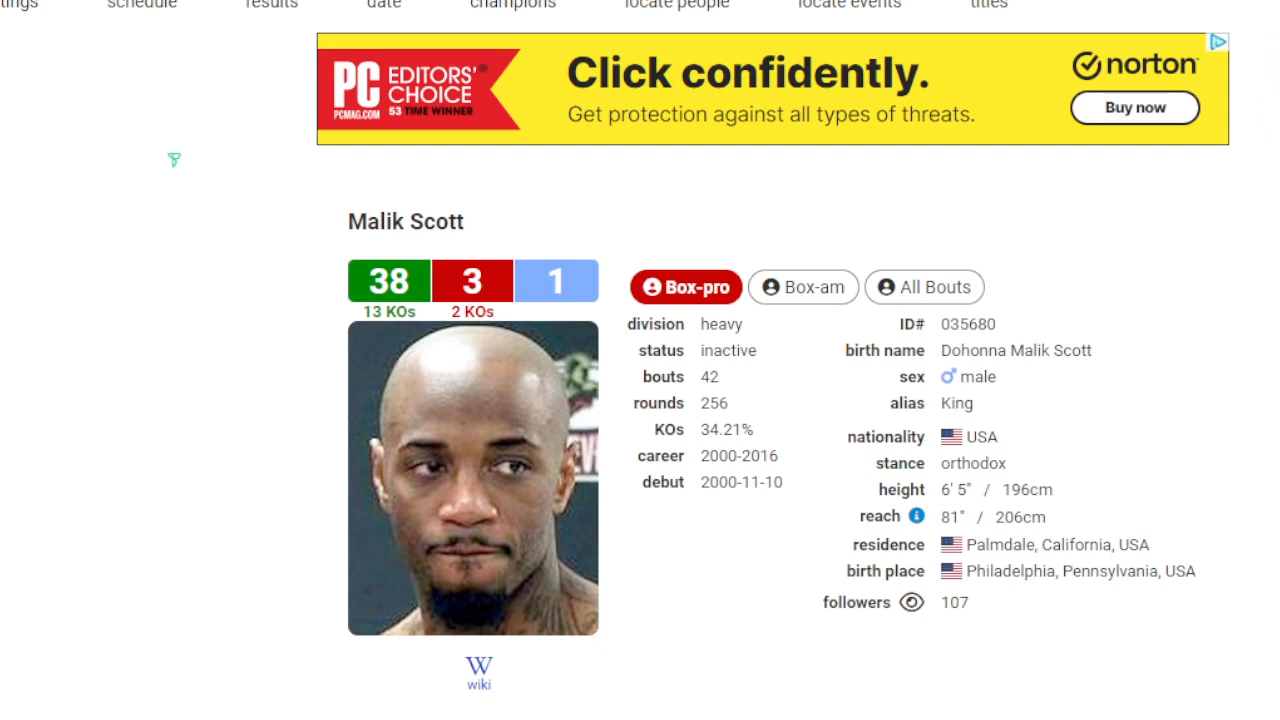 tings schedule results date champions locate people locate events titles
PC EDITORS'® CHOICE PCMAG.COM 53 TIME WINNER
Click confidently.
Get protection against all types of threats.
norton
Buy now
Malik Scott
38 3 1
13 KOs 2 KOs
Box-pro Box-am All Bouts
division heavy ID# 035680
status inactive birth name Dohonna Malik Scott
bouts 42 sex male
rounds 256 alias King
KOs 34.21% nationality USA
career 2000-2016 stance orthodox
debut 2000-11-10 height 6' 5" / 196cm
reach 81" / 206cm
residence Palmdale, California, USA
birth place Philadelphia, Pennsylvania, USA
followers 107
W
wiki